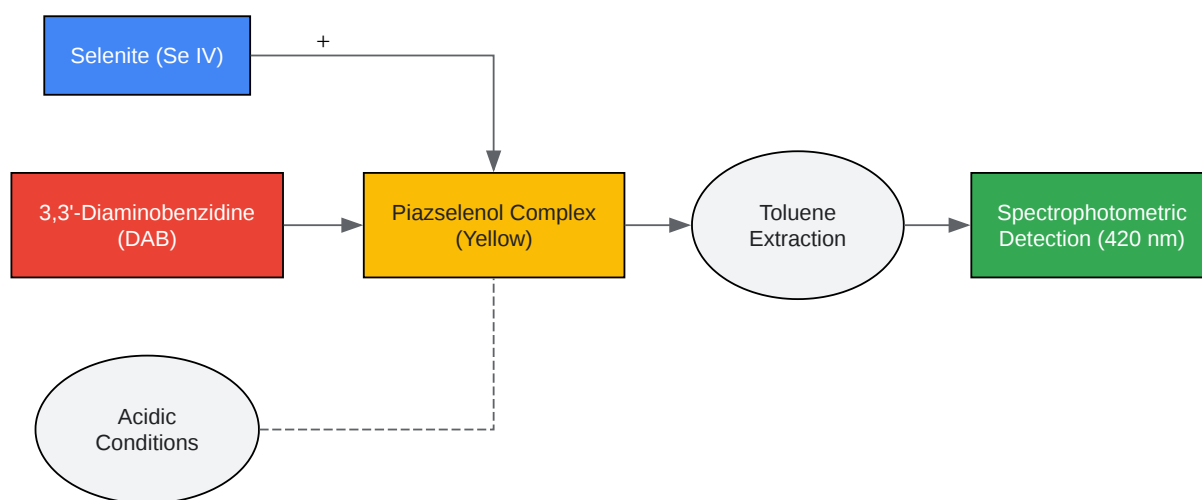 Selenite (Se IV)
+
3,3'-Diaminobenzidine
(DAB)
Piazselenol Complex
(Yellow)
Toluene
Extraction
Spectrophotometric
Detection (420 nm)
Acidic
Conditions